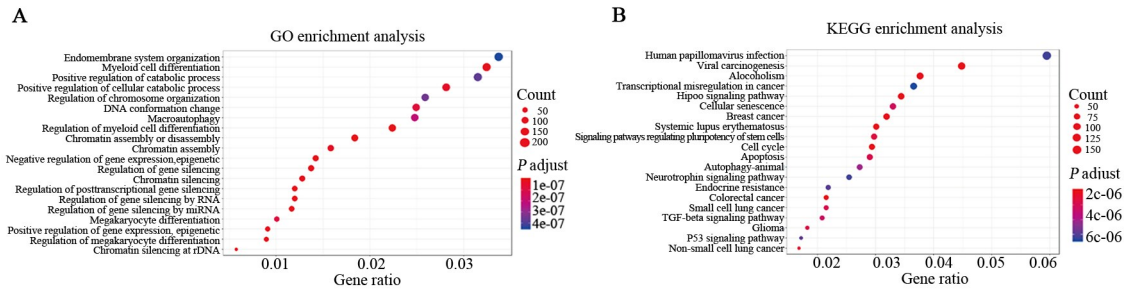 A
GO enrichment analysis
Endomembrane system organization
Myeloid cell differentiation
Positive regulation of catabolic process
Positive regulation of cellular catabolic process
Regulation of chromosome organization
DNA conformation change
Macroautophagy
Regulation of myeloid cell differentiation
Chromatin assembly or disassembly
Chromatin assembly
Negative regulation of gene expression,epigenetic
Regulation of gene silencing
Chromatin silencing
Regulation of posttranscriptional gene silencing
Regulation of gene silencing by RNA
Regulation of gene silencing by miRNA
Megakaryocyte differentiation
Positive regulation of gene expression, epigenetic
Regulation of megakaryocyte differentiation
Chromatin silencing at rDNA
0.01 0.02 0.03
Gene ratio
Count
50
100
150
200
P adjust
1e-07
2e-07
3e-07
4e-07
B
KEGG enrichment analysis
Human papillomavirus infection
Viral carcinogenesis
Alocoholism
Transcriptional misregulation in cancer
Hipoo signaling pathway
Cellular senescence
Breast cancer
Systemic lupus erythematosus
Signaling patways regulating pluripotency of stem cells
Cell cycle
Apoptosis
Autophagy-animal
Neurotrophin signaling pathway
Endocrine resistance
Colorectal cancer
Small cell lung cancer
TGF-beta signaling pathway
Glioma
P53 signaling pathway
Non-small cell lung cancer
0.02 0.03 0.04 0.05 0.06
Gene ratio
Count
50
75
100
125
150
P adjust
2c-06
4c-06
6c-06